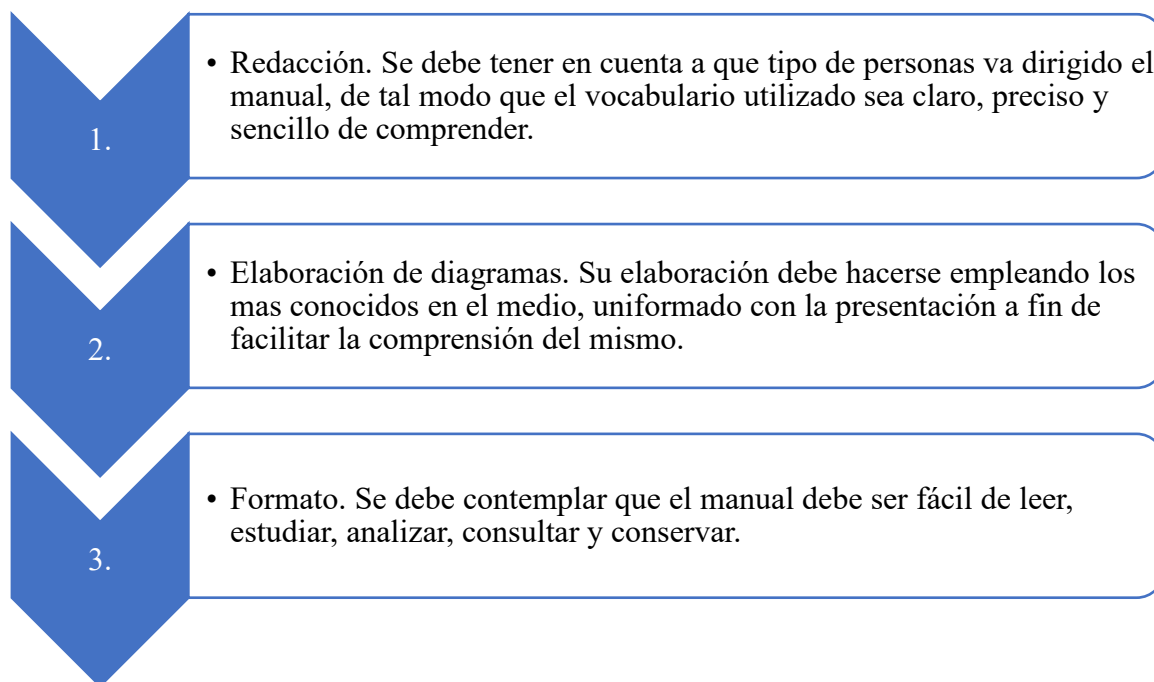 1.
• Redacción. Se debe tener en cuenta a que tipo de personas va dirigido el
manual, de tal modo que el vocabulario utilizado sea claro, preciso y
sencillo de comprender.
2.
• Elaboración de diagramas. Su elaboración debe hacerse empleando los
mas conocidos en el medio, uniformado con la presentación a fin de
facilitar la comprensión del mismo.
3.
• Formato. Se debe contemplar que el manual debe ser fácil de leer,
estudiar, analizar, consultar y conservar.